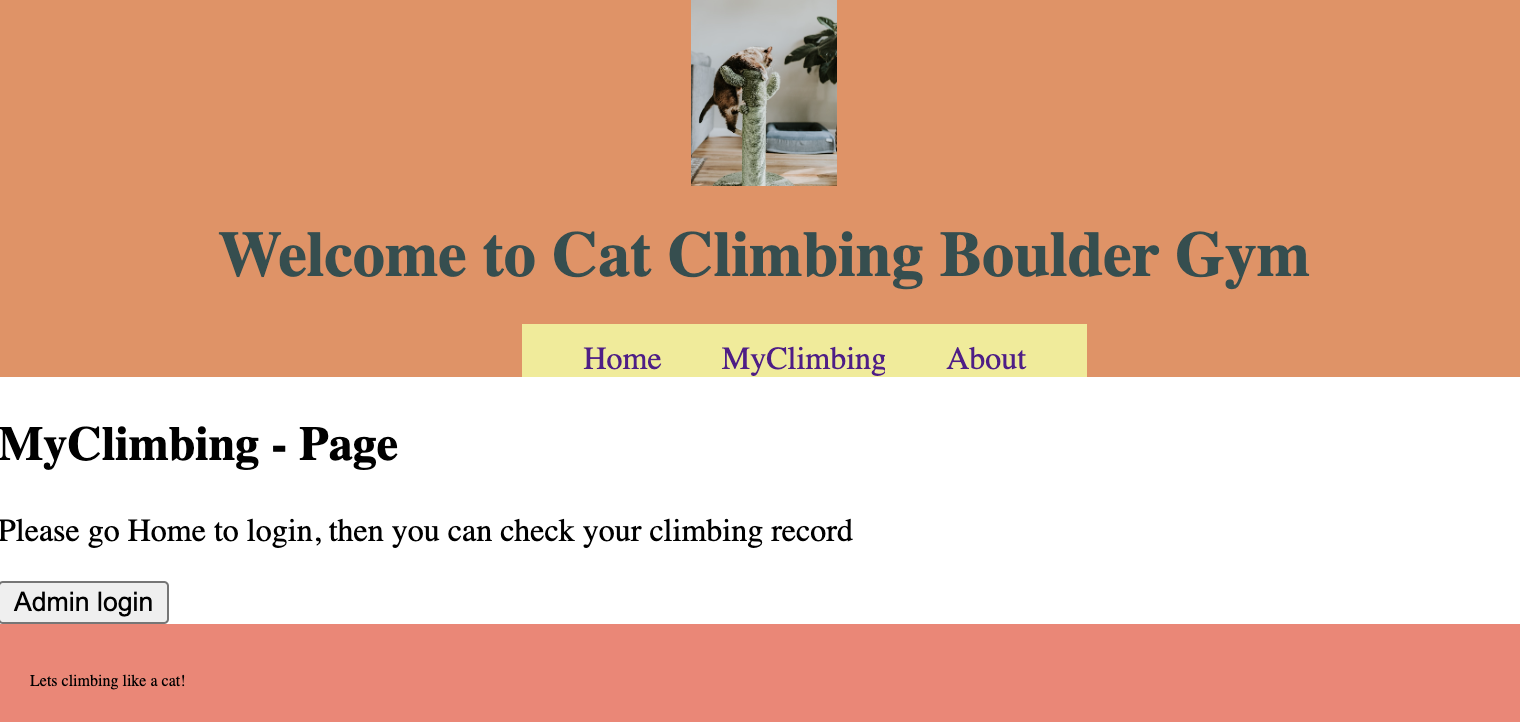 Welcome to Cat Climbing Boulder Gym
Home MyClimbing About
MyClimbing - Page
Please go Home to login, then you can check your climbing record
Admin login
Lets climbing like a cat!